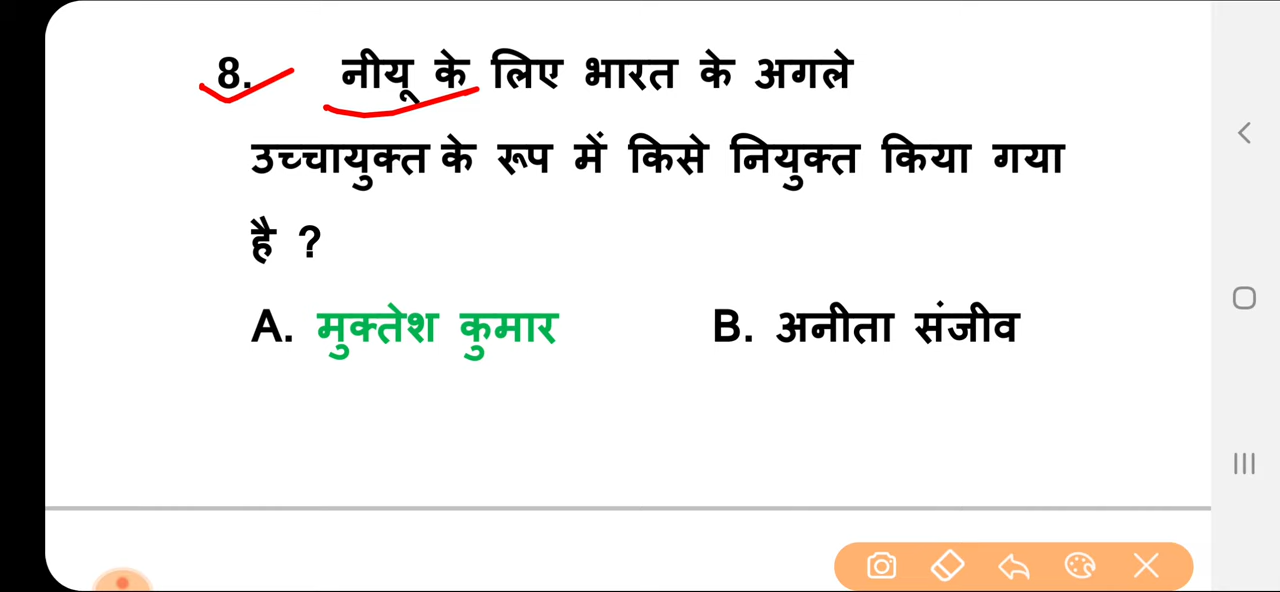 8. नीयू के लिए भारत के अगले
उच्चायुक्त के रूप में किसे नियुक्त किया गया
है ?
A. मुक्तेश कुमार B. अनीता संजीव